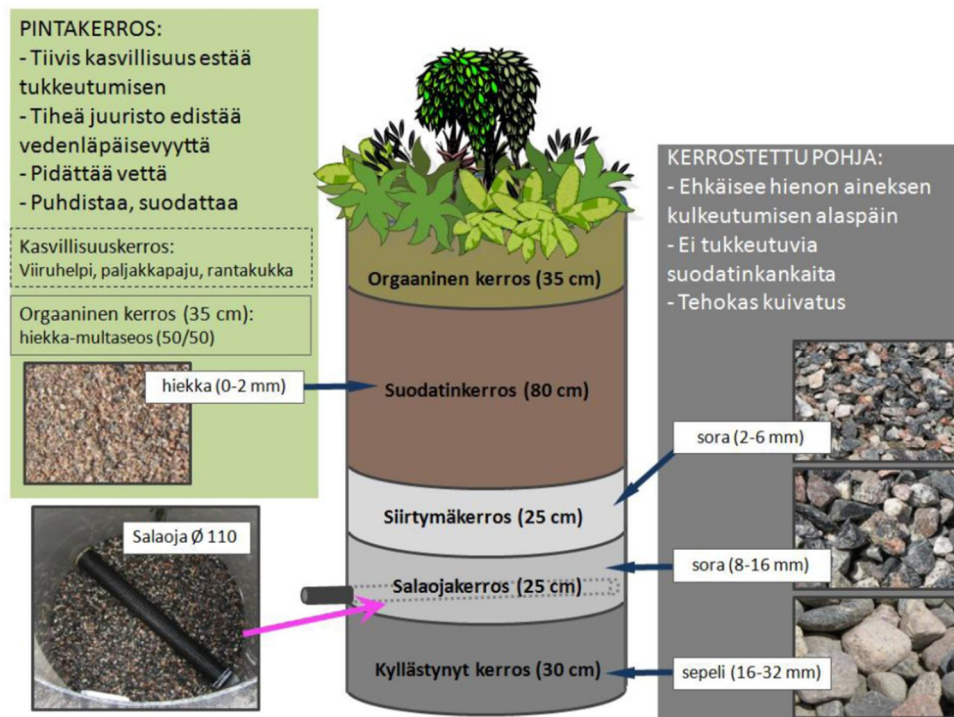 PINTAKERROS:
- Tiivis kasvillisuus estää
tukkeutumisen
- Tiheä juuristo edistää
vedenläpäisevyyttä
- Pidättää vettä
- Puhdistaa, suodattaa
Kasvillisuuskerros:
Viiruhelpi, paljakkapaju, rantakukka
Orgaaninen kerros (35 cm):
hiekka-multaseos (50/50)
hiekka (0-2 mm)
Salaoja Ø 110
Orgaaninen kerros (35 cm)
Suodatinkerros (80 cm)
Siirtymäkerros (25 cm)
Salaojakerros (25 cm)
Kyllästynyt kerros (30 cm)
KERROSTETTU POHJA:
- Ehkäisee hienon aineksen
kulkeutumisen alaspäin
- Ei tukkeutuvia
suodatinkankaita
- Tehokas kuivatus
sora (2-6 mm)
sora (8-16 mm)
sepeli (16-32 mm)